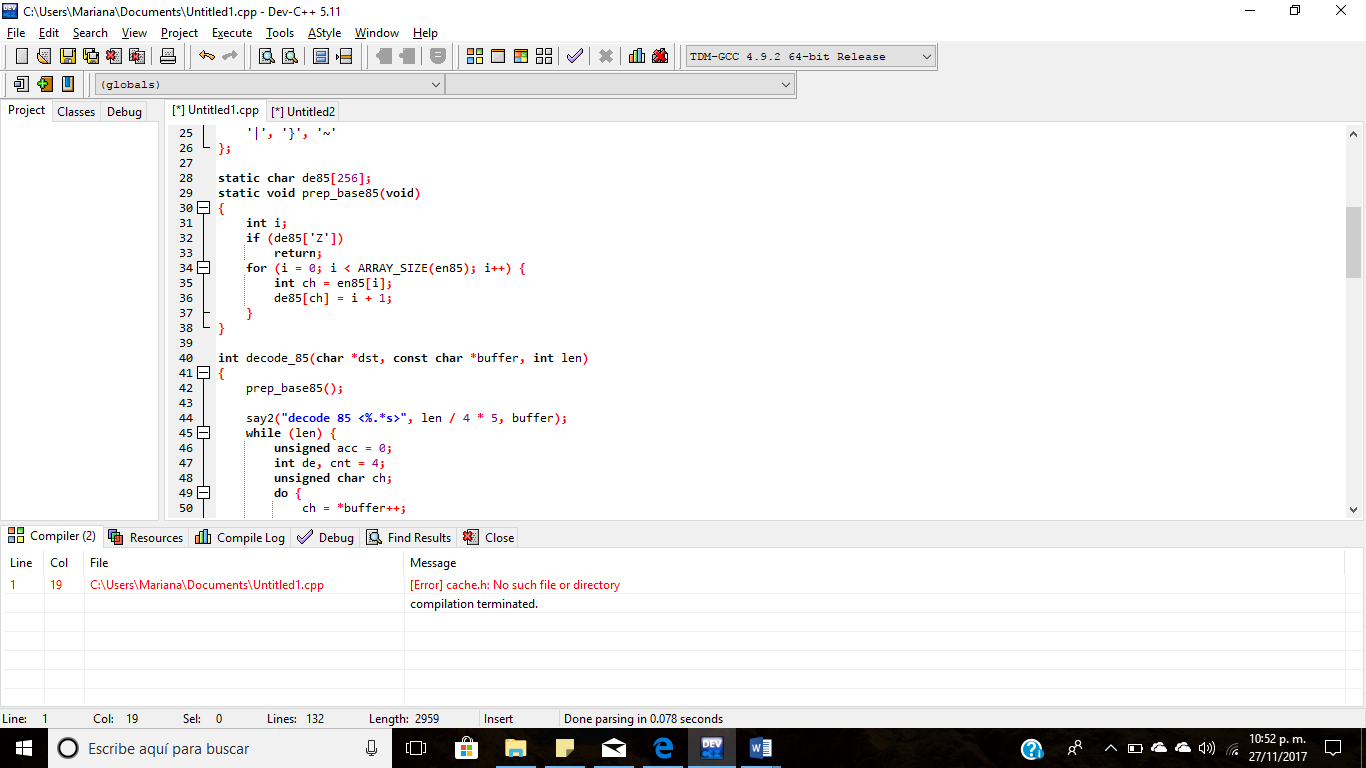 C:\Users\Mariana\Documents\Untitled1.cpp - Dev-C++ 5.11
File Edit Search View Project Execute Tools AStyle Window Help
TDM-GCC 4.9.2 64-bit Release
(globals)
Project Classes Debug [*] Untitled1.cpp [*] Untitled2
25 '|', '}', '~'
26 };
27
28 static char de85[256];
29 static void prep_base85(void)
30 {
31 int i;
32 if (de85['Z'])
33 return;
34 for (i = 0; i < ARRAY_SIZE(en85); i++) {
35 int ch = en85[i];
36 de85[ch] = i + 1;
37 }
38 }
39
40 int decode_85(char *dst, const char *buffer, int len)
41 {
42 prep_base85();
43
44 say2("decode 85 <%.*s>", len / 4 * 5, buffer);
45 while (len) {
46 unsigned acc = 0;
47 int de, cnt = 4;
48 unsigned char ch;
49 do {
50 ch = *buffer++;
Compiler (2) Resources Compile Log Debug Find Results Close
Line Col File Message
1 19 C:\Users\Mariana\Documents\Untitled1.cpp [Error] cache.h: No such file or directory
compilation terminated.
Line: 1 Col: 19 Sel: 0 Lines: 132 Length: 2959 Insert Done parsing in 0.078 seconds
Escribe aquí para buscar
DEV
10:52 p. m.
27/11/2017